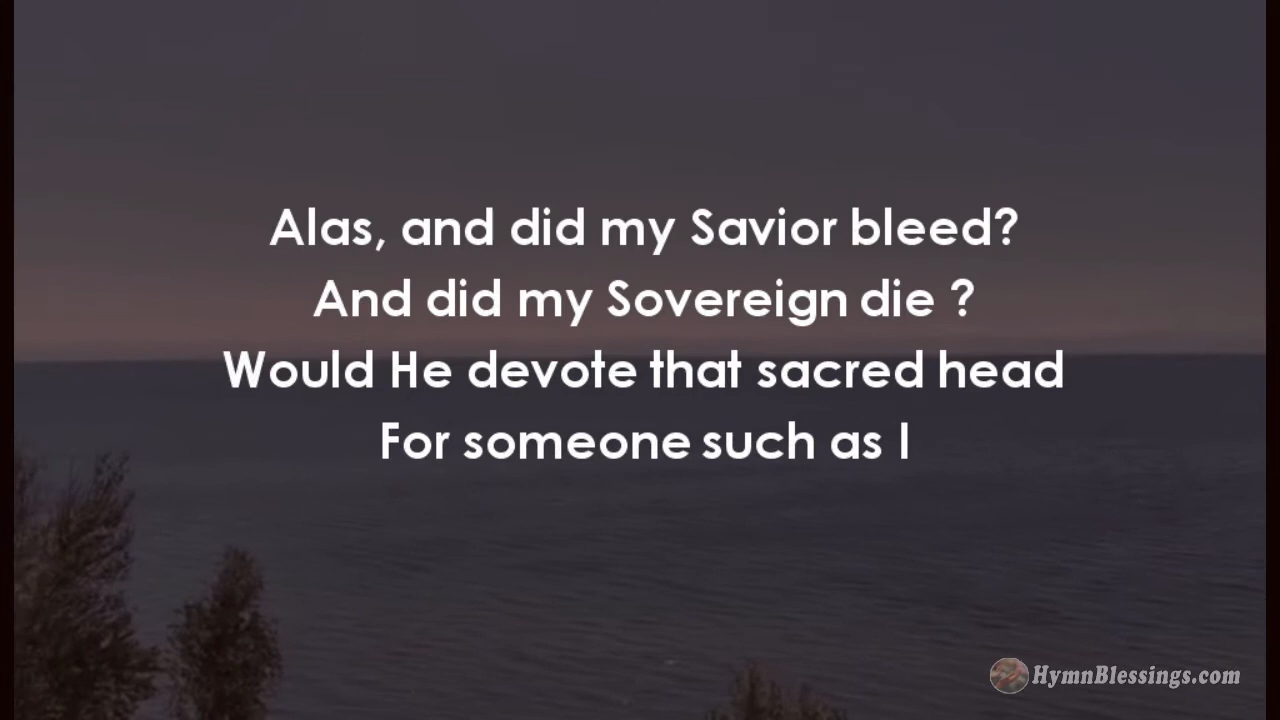 Alas, and did my Savior bleed?
And did my Sovereign die ?
Would He devote that sacred head
For someone such as I
HymnBlessings.com